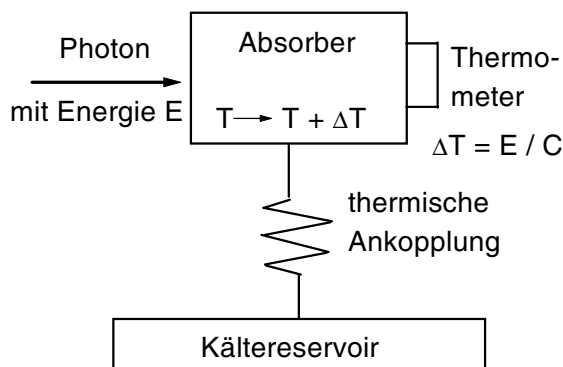 Photon
mit Energie E
Absorber
T → T + ΔT
Thermo-
meter
ΔT = E / C
thermische
Ankopplung
Kältereservoir